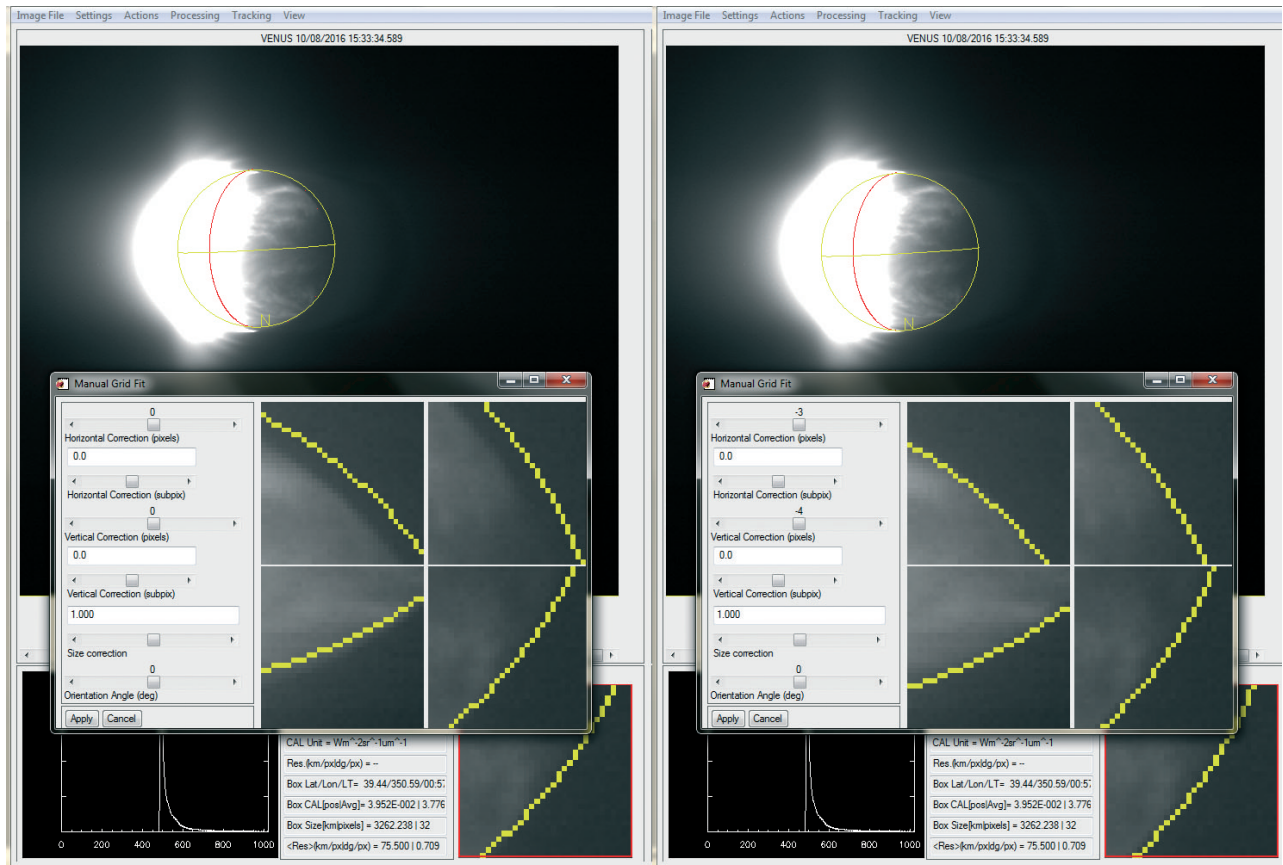 Image File Settings Actions Processing Tracking View
VENUS 10/08/2016 15:33:34.589
N
Manual Grid Fit
0
Horizontal Correction (pixels)
0.0
Horizontal Correction (subpix)
0
Vertical Correction (pixels)
0.0
Vertical Correction (subpix)
1.000
Size correction
0
Orientation Angle (deg)
Apply Cancel
CAL Unit = Wm^-2sr^-1um^-1
Res.(km/px|dg/px) = --
Box Lat/Lon/LT= 39.44/350.59/00:57
Box CAL[pos|Avg]= 3.952E-002 | 3.776
Box Size[km|pixels] = 3262.238 | 32
<Res>(km/px|dg/px) = 75.500 | 0.709
0 200 400 600 800 1000
Image File Settings Actions Processing Tracking View
VENUS 10/08/2016 15:33:34.589
N
Manual Grid Fit
-3
Horizontal Correction (pixels)
0.0
Horizontal Correction (subpix)
-4
Vertical Correction (pixels)
0.0
Vertical Correction (subpix)
1.000
Size correction
0
Orientation Angle (deg)
Apply Cancel
CAL Unit = Wm^-2sr^-1um^-1
Res.(km/px|dg/px) = --
Box Lat/Lon/LT= 39.44/350.59/00:57
Box CAL[pos|Avg]= 3.952E-002 | 3.776
Box Size[km|pixels] = 3262.238 | 32
<Res>(km/px|dg/px) = 75.500 | 0.709
0 200 400 600 800 1000